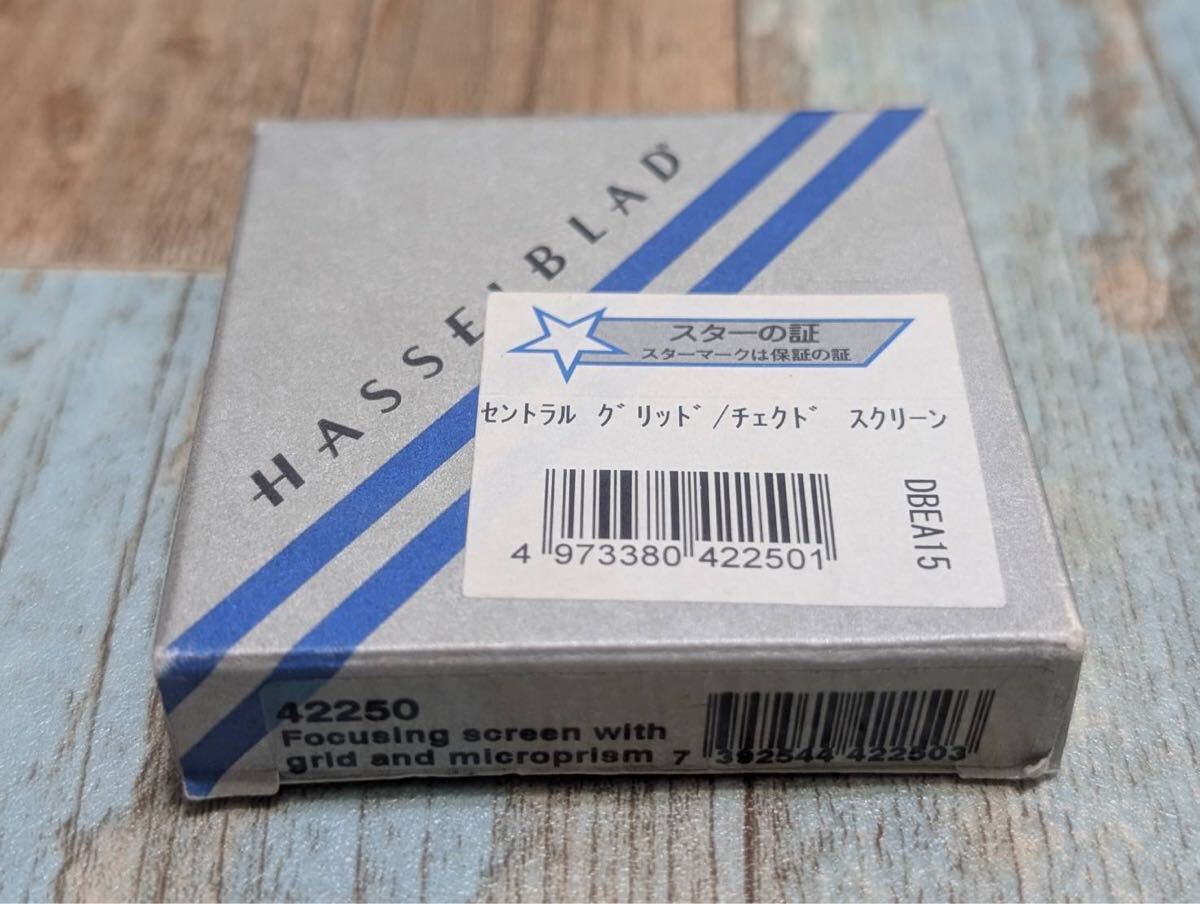 HASSELBLAD
スターの証
スターマークは保証の証
セントラル グリッド/チェクド スクリーン
4 973380 422501
DBEA15
42250
Focusing screen with
grid and microprism
7 392544 422503